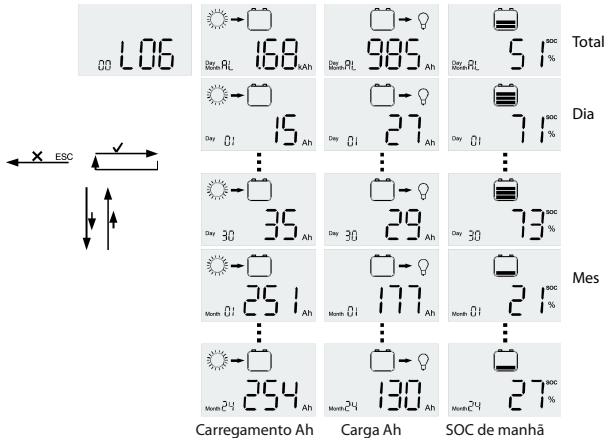 00 LOG
Day Month AL 1.68 kAh
Day Month AL 985 Ah
Day Month AL 51 SOC %
Total
Day 01 15 Ah
Day 01 27 Ah
Day 01 71 SOC %
Dia
ESC
Day 30 35 Ah
Day 30 29 Ah
Day 30 73 SOC %
Month 01 251 Ah
Month 01 177 Ah
Month 01 21 SOC %
Mes
Month 24 254 Ah
Month 24 130 Ah
Month 24 27 SOC %
Carregamento Ah
Carga Ah
SOC de manhã